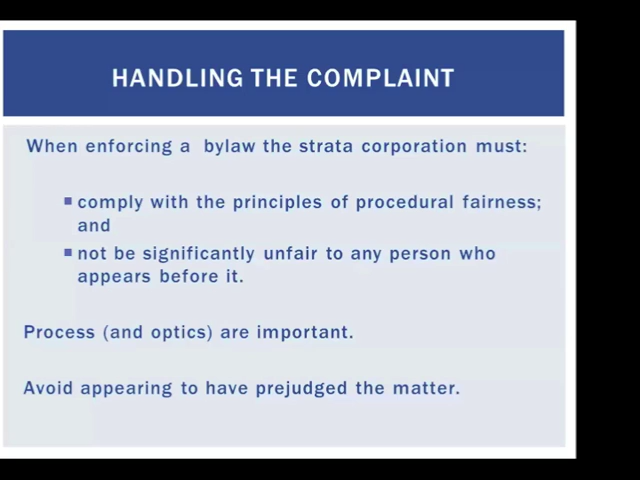 HANDLING THE COMPLAINT
When enforcing a bylaw the strata corporation must:
▪ comply with the principles of procedural fairness;
and
▪ not be significantly unfair to any person who
appears before it.
Process (and optics) are important.
Avoid appearing to have prejudged the matter.